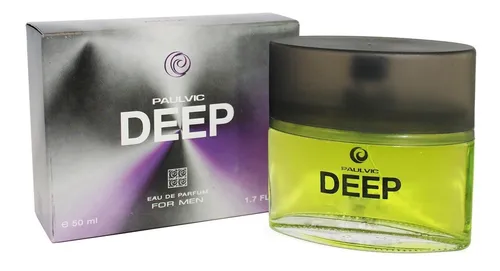 PAULVIC
DEEP
EAU DE PARFUM
FOR MEN
e 50 ml
1.7 FL
PAULVIC
DEEP